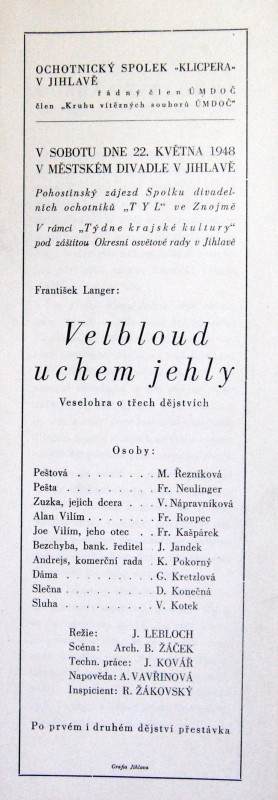 OCHOTNICKÝ SPOLEK „KLICPERA“
V JIHLAVĚ
řádný člen ÚMDOČ
člen „Kruhu vítězných souborů ÚMDOČ“
V SOBOTU DNE 22. KVĚTNA 1948
V MĚSTSKÉM DIVADLE V JIHLAVĚ
Pohostinský zájezd Spolku divadel-
ních ochotníků „TYL“ ve Znojmě
V rámci „Týdne krajské kultury“
pod záštitou Okresní osvětové rady v Jihlavě
František Langer:
Velbloud
uchem jehly
Veselohra o třech dějstvích
Osoby:
Peštová . . . . . . . . M. Řezníková
Pešta . . . . . . . . . Fr. Neulinger
Zuzka, jejich dcera . . . V. Nápravníková
Alan Vilím . . . . . . . Fr. Roupec
Joe Vilím, jeho otec . . Fr. Kašpárek
Bezchyba, bank. ředitel . J. Jandek
Andrejs, komerční rada . K. Pokorný
Dáma . . . . . . . . . G. Kretzlová
Slečna . . . . . . . . . D. Konečná
Sluha . . . . . . . . . V. Kotek
Režie: J. LEBLOCH
Scéna: Arch. B. ŽÁČEK
Techn. práce: J. KOVÁŘ
Napověda: A. VAVŘINOVÁ
Inspicient: R. ŽÁKOVSKÝ
Po prvém i druhém dějství přestávka
Grafia Jihlava